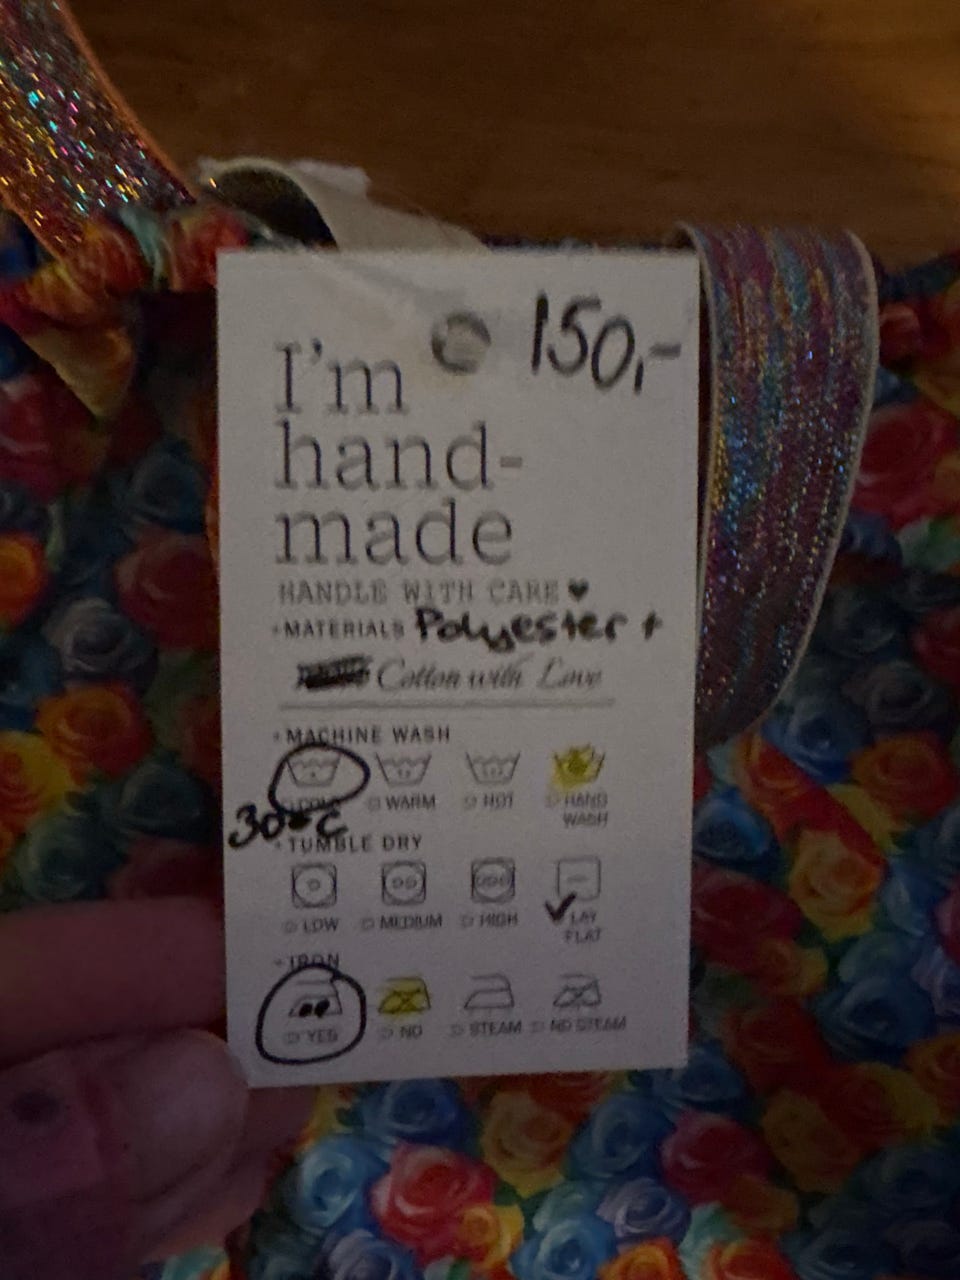 150,-
I'm
hand-
made
HANDLE WITH CARE ♥
• MATERIALS Polyester +
Cotton with Love
• MACHINE WASH
COLD WARM HOT HAND WASH
30°C
• TUMBLE DRY
LOW MEDIUM HIGH LAY FLAT
• IRON
YES NO STEAM NO STEAM